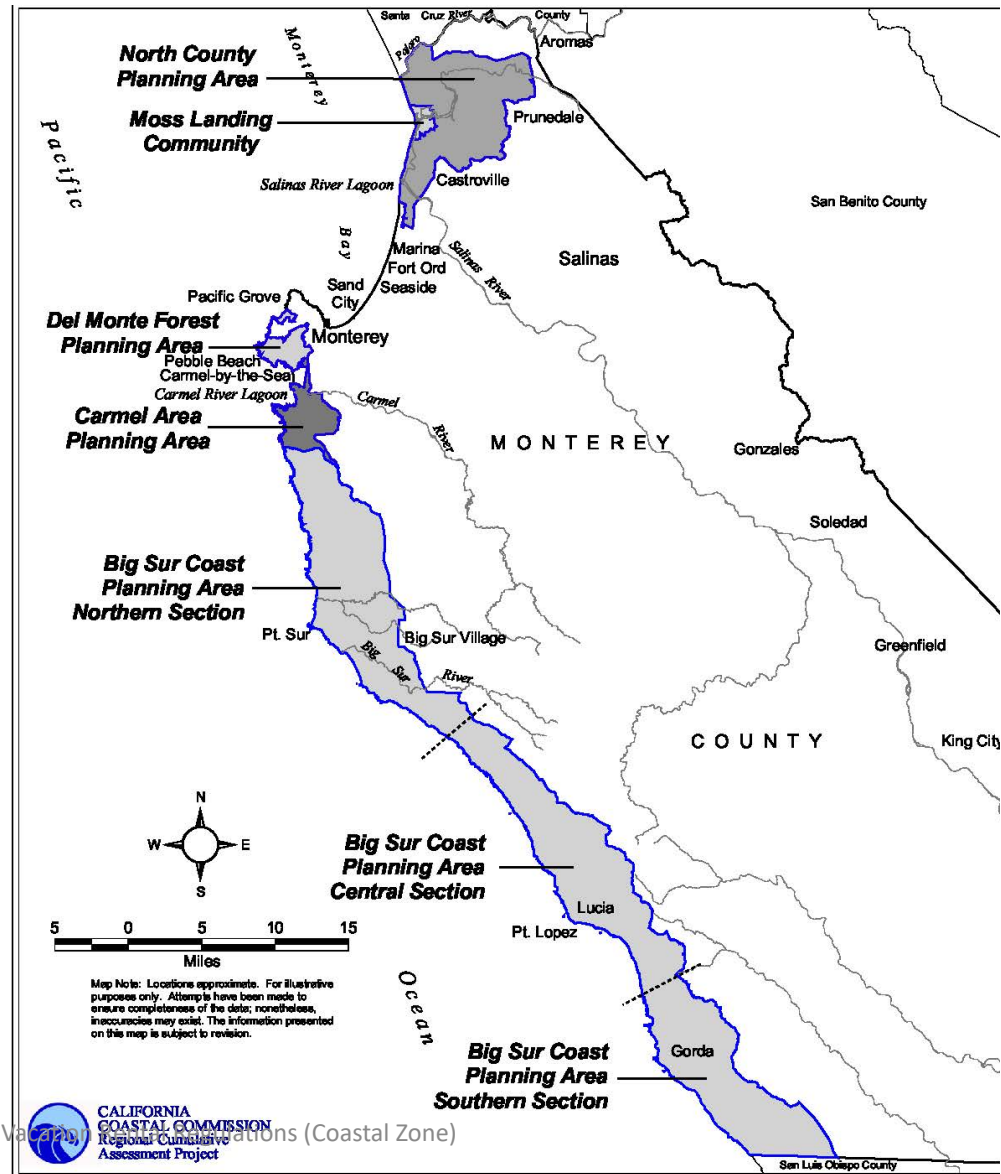 Santa Cruz River County
Aromas
Pajaro
North County
Planning Area
Monterey
Prunedale
Moss Landing
Community
Pacific
Castroville
Salinas River Lagoon
San Benito County
Bay
Marina
Fort Ord
Seaside
Salinas River
Salinas
Sand
City
Pacific Grove
Monterey
Del Monte Forest
Planning Area
Pebble Beach
Carmel-by-the-Sea
Carmel River Lagoon
Carmel
River
Carmel Area
Planning Area
MONTEREY
Gonzales
Soledad
Big Sur Coast
Planning Area
Northern Section
Pt. Sur
Big Sur Village
Big Sur River
Greenfield
COUNTY
King City
N
W E
S
Big Sur Coast
Planning Area
Central Section
Lucia
Pt. Lopez
5 0 5 10 15
Miles
Map Note: Locations approximate. For illustrative
purposes only. Attempts have been made to
ensure completeness of the data; nonetheless,
inaccuracies may exist. The information presented
on this map is subject to revision.
Ocean
Big Sur Coast
Planning Area
Southern Section
Gorda
CALIFORNIA
COASTAL COMMISSION
Regional Cumulative
Assessment Project
Vacation Rental Regulations (Coastal Zone)
San Luis Obispo County